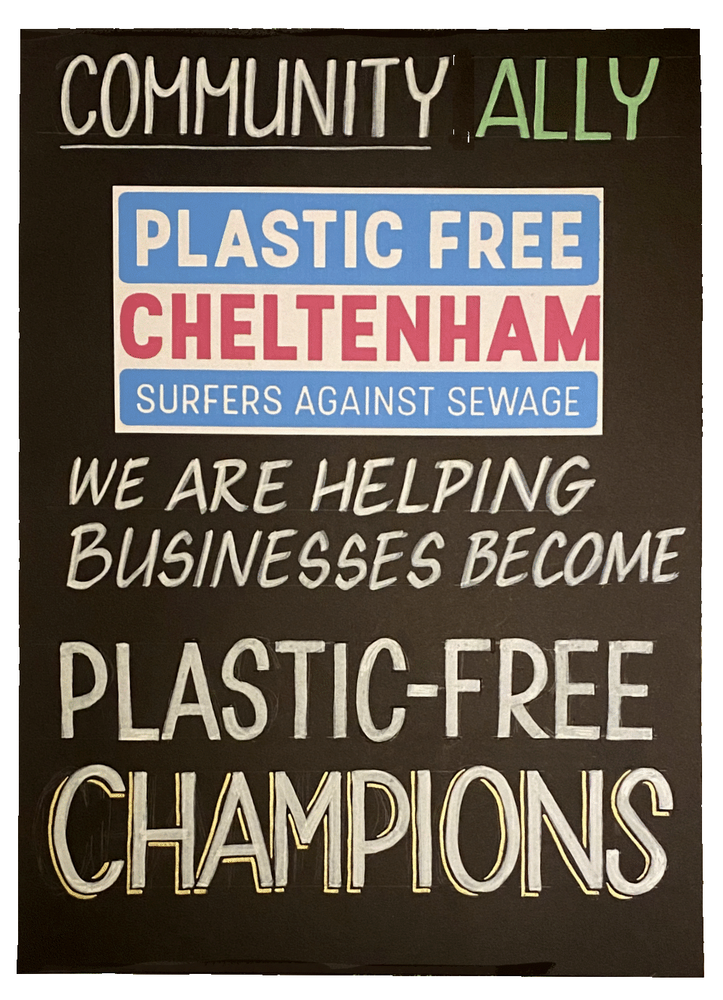 COMMUNITY ALLY
PLASTIC FREE
CHELTENHAM
SURFERS AGAINST SEWAGE
WE ARE HELPING
BUSINESSES BECOME
PLASTIC-FREE
CHAMPIONS